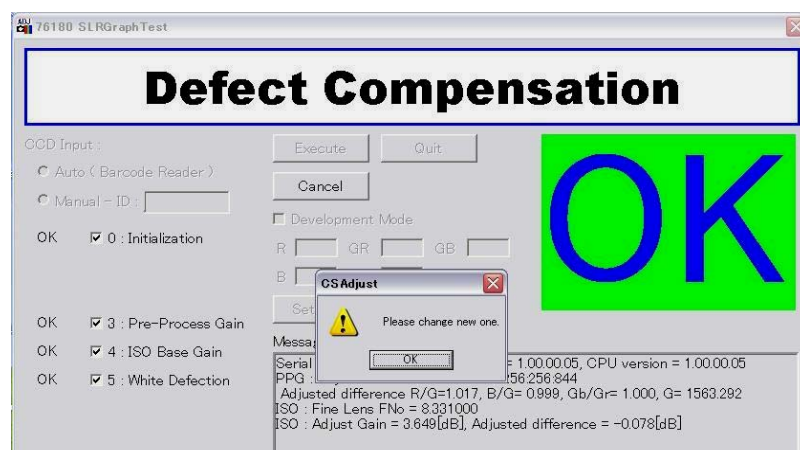 76180 SLRGraphTest
Defect Compensation
CCD Input :
Auto ( Barcode Reader )
Manual - ID :
Execute
Quit
Cancel
Development Mode
R
GR
GB
B
Set
OK
OK 0 : Initialization
OK 3 : Pre-Process Gain
OK 4 : ISO Base Gain
OK 5 : White Defection
CSAdjust
Please change new one.
OK
Messa
Serial = 1.00.00.05, CPU version = 1.00.00.05
PPG : 256:256:844
Adjusted difference R/G=1.017, B/G= 0.999, Gb/Gr= 1.000, G= 1563.292
ISO : Fine Lens FNo = 8.331000
ISO : Adjust Gain = 3.649[dB], Adjusted difference = -0.078[dB]